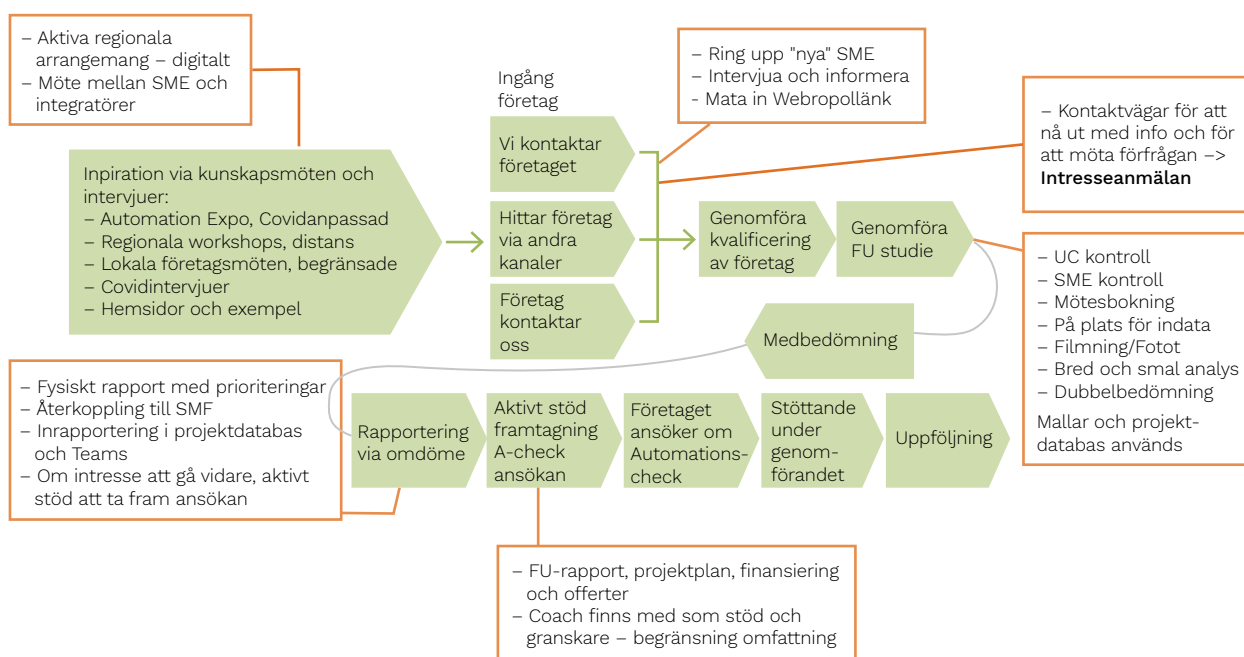 – Aktiva regionala
arrangemang – digitalt
– Möte mellan SME och
integratörer
Inpiration via kunskapsmöten och
intervjuer:
– Automation Expo, Covidanpassad
– Regionala workshops, distans
– Lokala företagsmöten, begränsade
– Covidintervjuer
– Hemsidor och exempel
Ingång
företag
Vi kontaktar
företaget
Hittar företag
via andra
kanaler
Företag
kontaktar
oss
– Ring upp "nya" SME
– Intervjua och informera
- Mata in Webropollänk
– Kontaktvägar för att
nå ut med info och för
att möta förfrågan –>
Intresseanmälan
Genomföra
kvalificering
av företag
Genomföra
FU studie
– UC kontroll
– SME kontroll
– Mötesbokning
– På plats för indata
– Filmning/Fotot
– Bred och smal analys
– Dubbelbedömning
Mallar och projekt-
databas används
Medbedömning
– Fysiskt rapport med prioriteringar
– Återkoppling till SMF
– Inrapportering i projektdatabas
och Teams
– Om intresse att gå vidare, aktivt
stöd att ta fram ansökan
Rapportering
via omdöme
Aktivt stöd
framtagning
A-check
ansökan
Företaget
ansöker om
Automations-
check
Stöttande
under
genom-
förandet
Uppföljning
– FU-rapport, projektplan, finansiering
och offerter
– Coach finns med som stöd och
granskare – begränsning omfattning